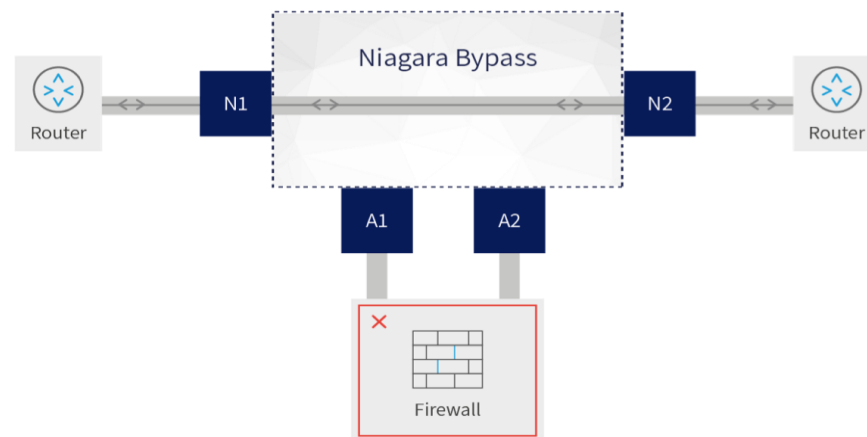 Niagara Bypass
N1
N2
Router
Router
A1
A2
Firewall